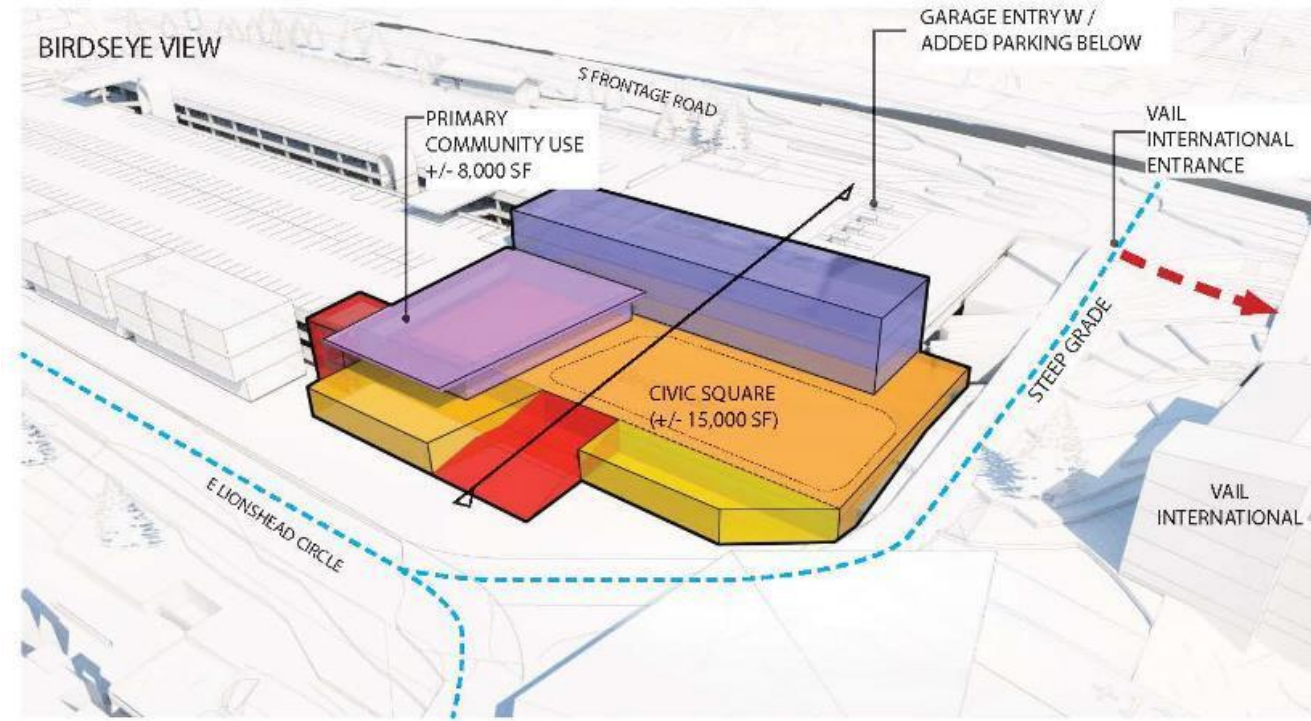 BIRDSEYE VIEW
GARAGE ENTRY W /
ADDED PARKING BELOW
S FRONTAGE ROAD
PRIMARY
COMMUNITY USE
+/- 8,000 SF
VAIL
INTERNATIONAL
ENTRANCE
STEEP GRADE
CIVIC SQUARE
(+/- 15,000 SF)
E LIONSHEAD CIRCLE
VAIL
INTERNATIONAL